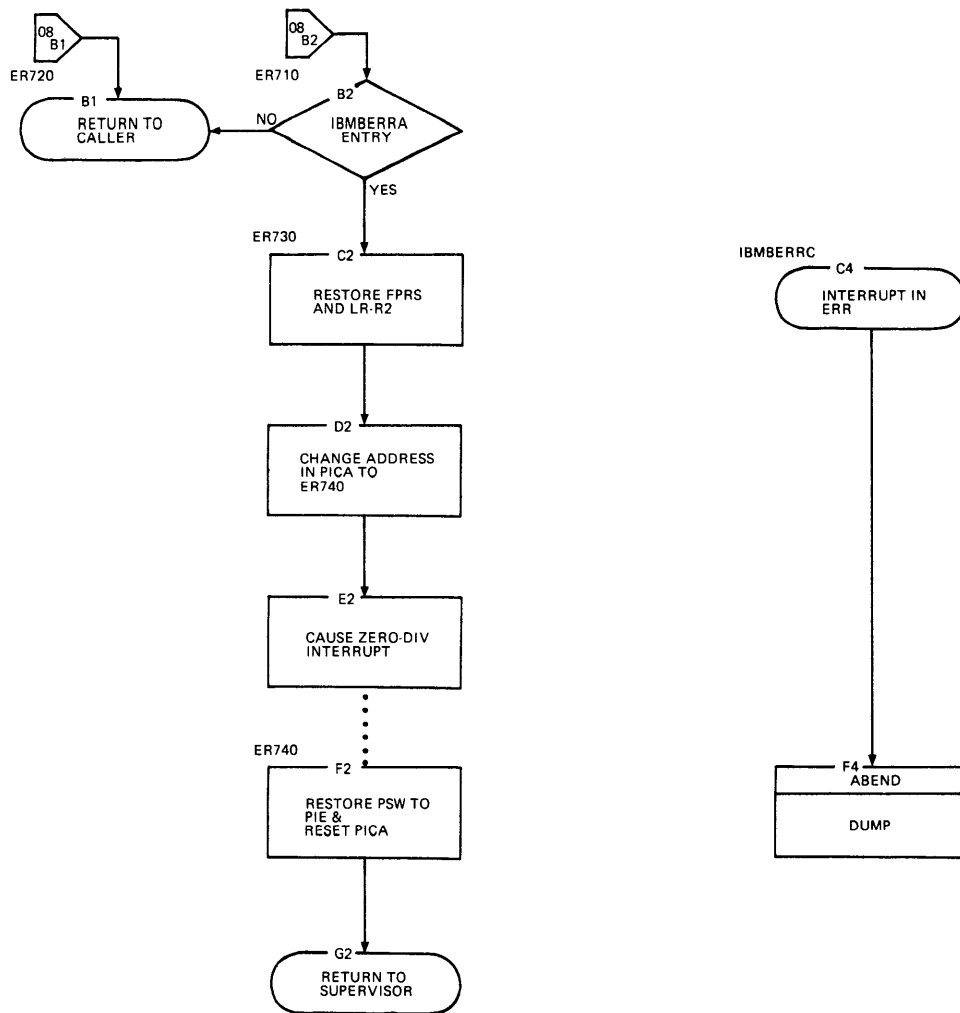 08
B1
08
B2
ER720
ER710
B1
RETURN TO
CALLER
NO
B2
IBMBERRA
ENTRY
YES
ER730
C2
RESTORE FPRS
AND LR-R2
IBMBERRC
C4
INTERRUPT IN
ERR
D2
CHANGE ADDRESS
IN PICA TO
ER740
E2
CAUSE ZERO-DIV
INTERRUPT
ER740
F2
RESTORE PSW TO
PIE &
RESET PICA
F4
ABEND
DUMP
G2
RETURN TO
SUPERVISOR